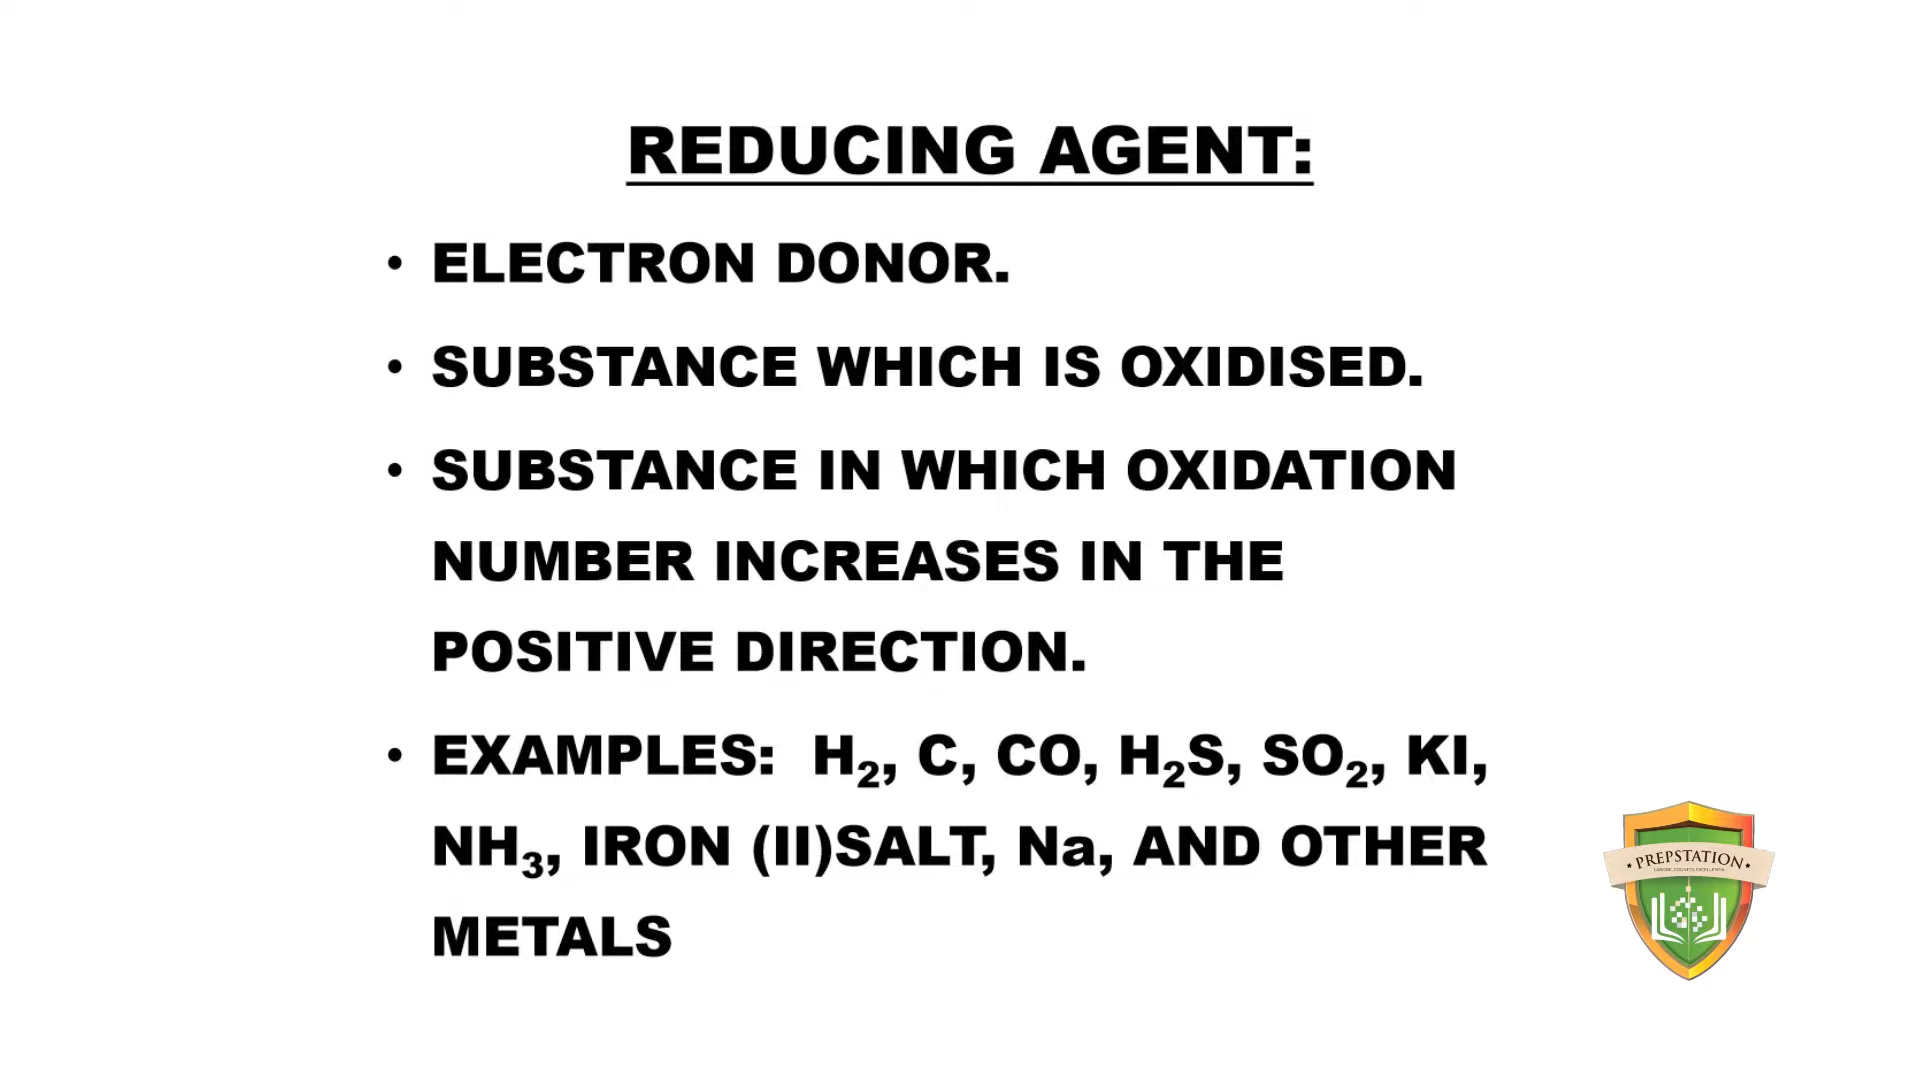 REDUCING AGENT:
• ELECTRON DONOR.
• SUBSTANCE WHICH IS OXIDISED.
• SUBSTANCE IN WHICH OXIDATION
NUMBER INCREASES IN THE
POSITIVE DIRECTION.
• EXAMPLES: H₂, C, CO, H₂S, SO₂, KI,
NH₃, IRON (II)SALT, Na, AND OTHER
METALS
PREPSTATION